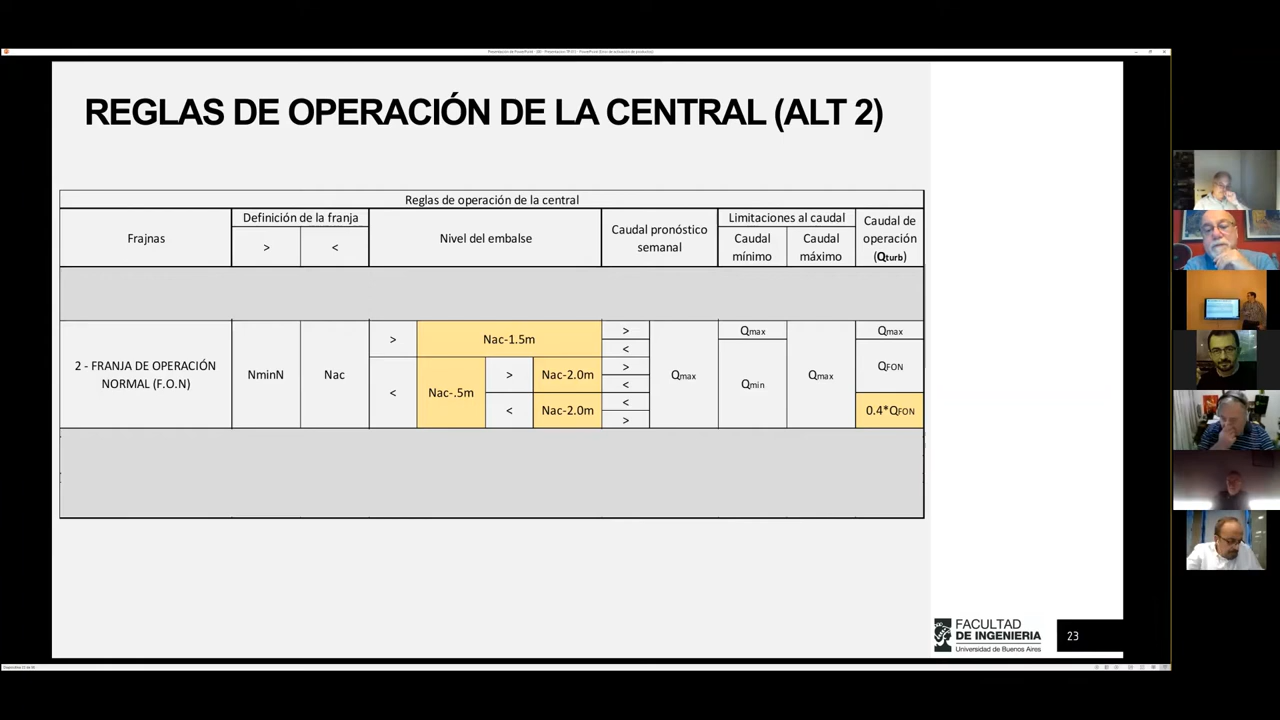 REGLAS DE OPERACIÓN DE LA CENTRAL (ALT 2)
Reglas de operación de la central
Frajnas
Definición de la franja
>
<
Nivel del embalse
Caudal pronóstico
semanal
Limitaciones al caudal
Caudal
mínimo
Caudal
máximo
Caudal de
operación
(Qturb)
2 - FRANJA DE OPERACIÓN
NORMAL (F.O.N)
NminN
Nac
>
Nac-1.5m
<
Nac-.5m
>
Nac-2.0m
<
Nac-2.0m
>
<
>
<
<
>
Qmax
Qmax
Qmin
Qmax
Qmax
QFON
0.4*QFON
FACULTAD
DE INGENIERIA
Universidad de Buenos Aires
23